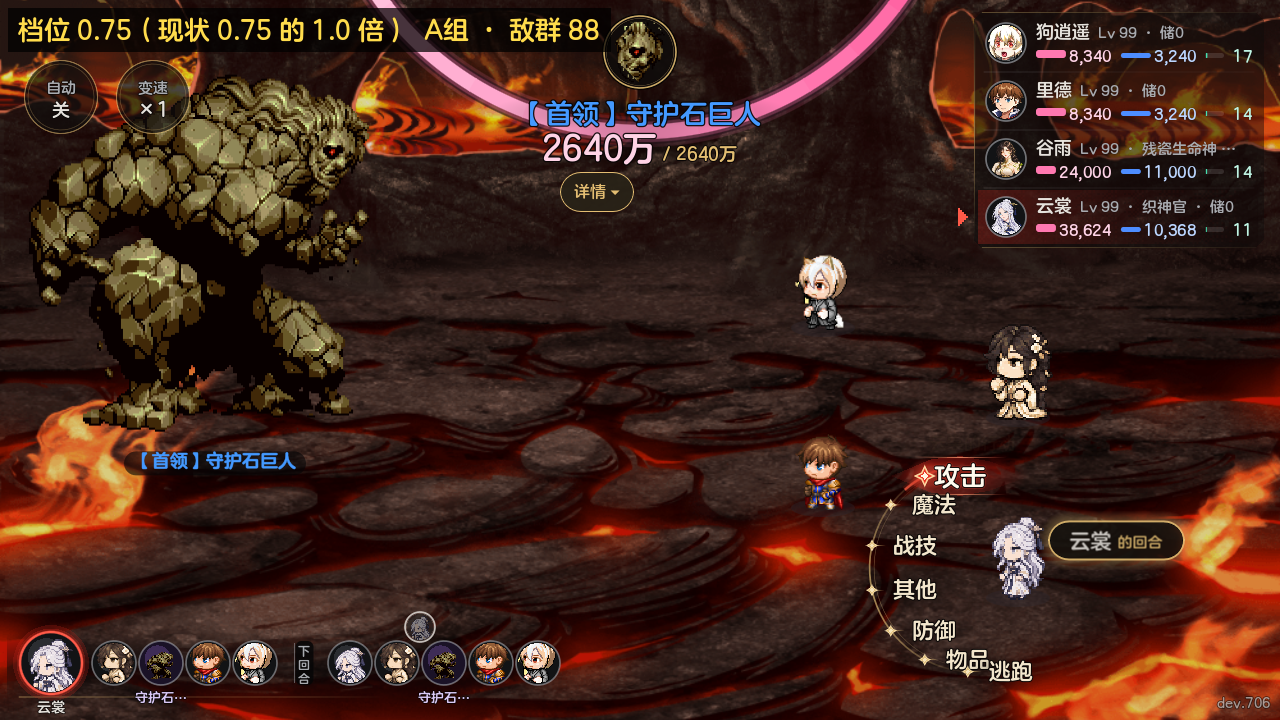 档位 0.75 ( 现状 0.75 的 1.0 倍 ) A组 · 敌群 88
自动
关
变速
×1
【首领】守护石巨人
2640万 / 2640万
详情
狗逍遥 Lv 99 · 储0
8,340 3,240 17
里德 Lv 99 · 储0
8,340 3,240 14
谷雨 Lv 99 · 残瓷生命神 ···
24,000 11,000 14
云裳 Lv 99 · 织神官 · 储0
38,624 10,368 11
【首领】守护石巨人
攻击
魔法
战技
其他
防御
物品
逃跑
云裳 的回合
云裳
守护石···
下回合
守护石···
dev.706